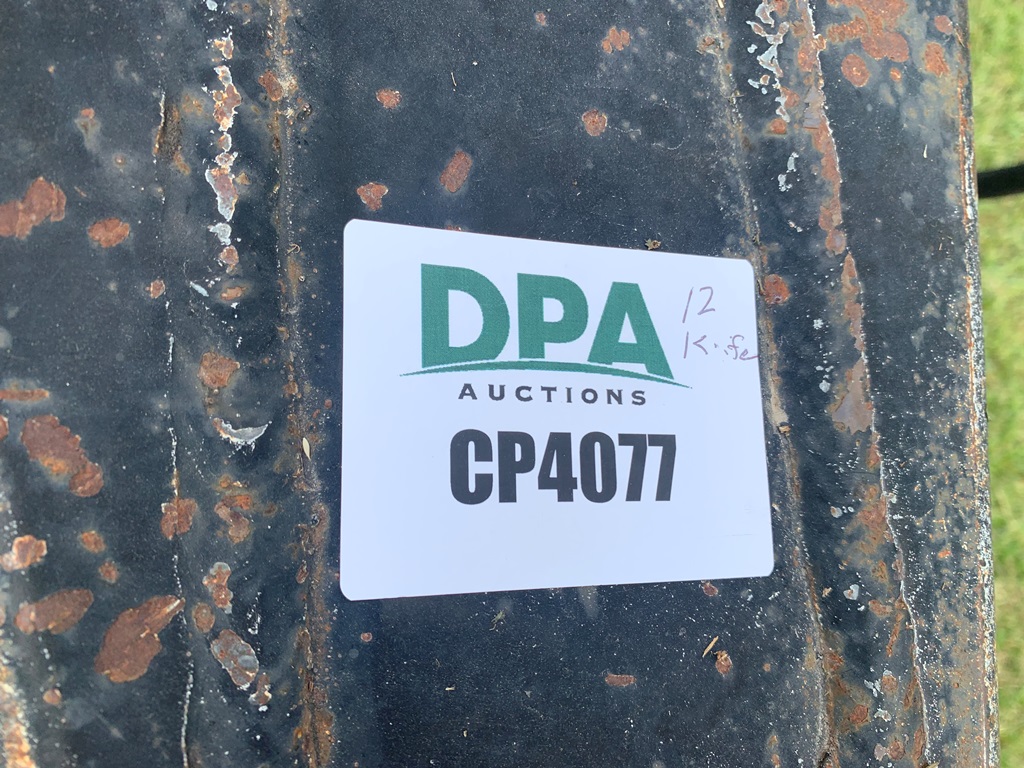 DPA
AUCTIONS
12
Knife
CP4077